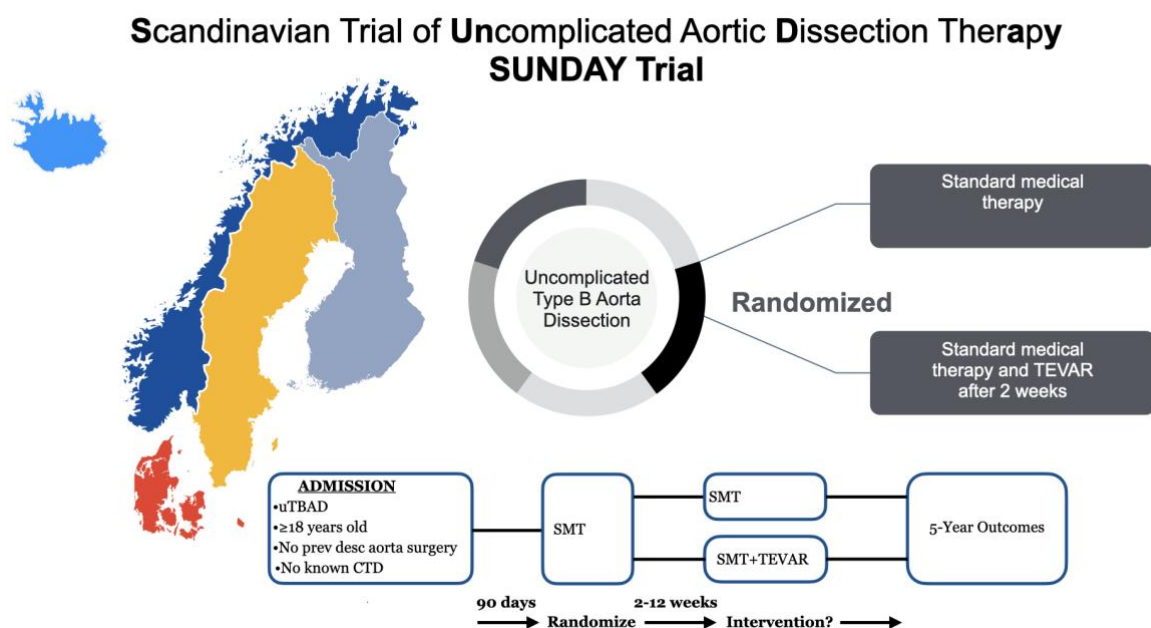 Scandinavian Trial of Uncomplicated Aortic Dissection Therapy
SUNDAY Trial
Uncomplicated
Type B Aorta
Dissection
Standard medical
therapy
Randomized
Standard medical
therapy and TEVAR
after 2 weeks
ADMISSION
•uTBAD
•≥18 years old
•No prev desc aorta surgery
•No known CTD
SMT
SMT
SMT+TEVAR
5-Year Outcomes
90 days
Randomize
2-12 weeks
Intervention?